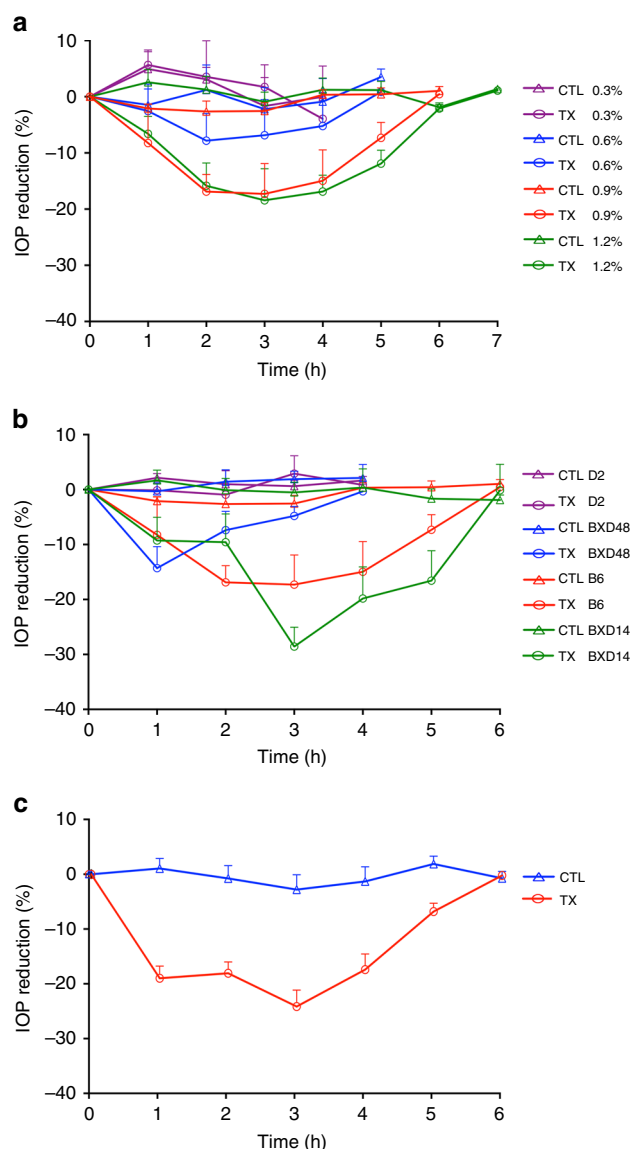 a
10
0
–10
–20
–30
–40
IOP reduction (%)
0 1 2 3 4 5 6 7
Time (h)
CTL 0.3%
TX 0.3%
CTL 0.6%
TX 0.6%
CTL 0.9%
TX 0.9%
CTL 1.2%
TX 1.2%
b
10
0
–10
–20
–30
–40
IOP reduction (%)
0 1 2 3 4 5 6
Time (h)
CTL D2
TX D2
CTL BXD48
TX BXD48
CTL B6
TX B6
CTL BXD14
TX BXD14
c
10
0
–10
–20
–30
–40
IOP reduction (%)
0 1 2 3 4 5 6
Time (h)
CTL
TX